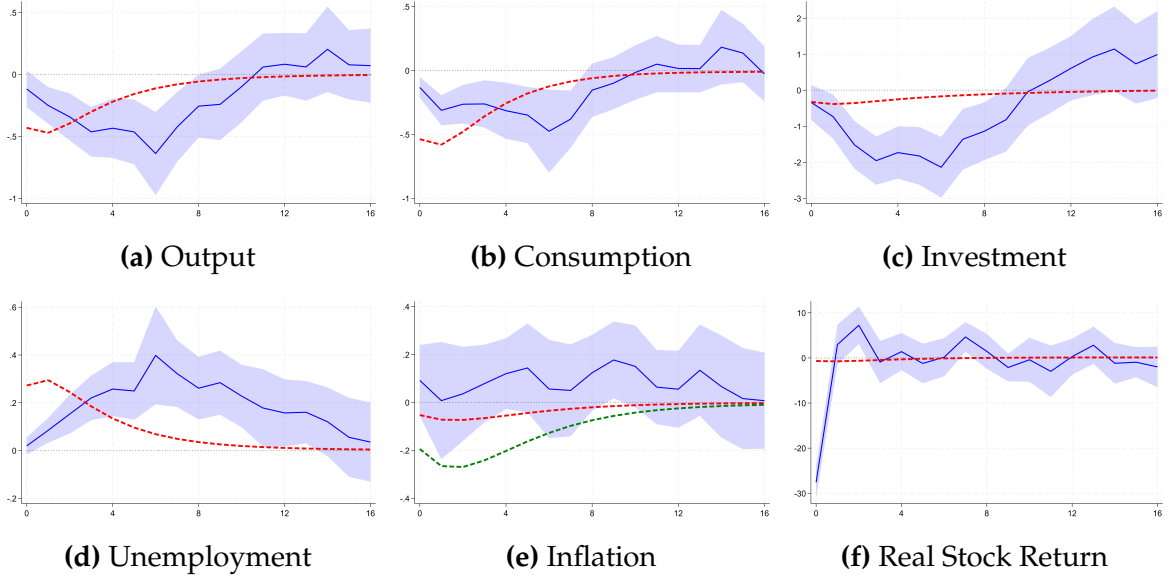 .5
0
-.5
-1
0 4 8 12 16
(a) Output
.5
0
-.5
-1
0 4 8 12 16
(b) Consumption
2
1
0
-1
-2
-3
0 4 8 12 16
(c) Investment
.6
.4
.2
0
-.2
0 4 8 12 16
(d) Unemployment
.4
.2
0
-.2
-.4
0 4 8 12 16
(e) Inflation
10
0
-10
-20
-30
0 4 8 12 16
(f) Real Stock Return